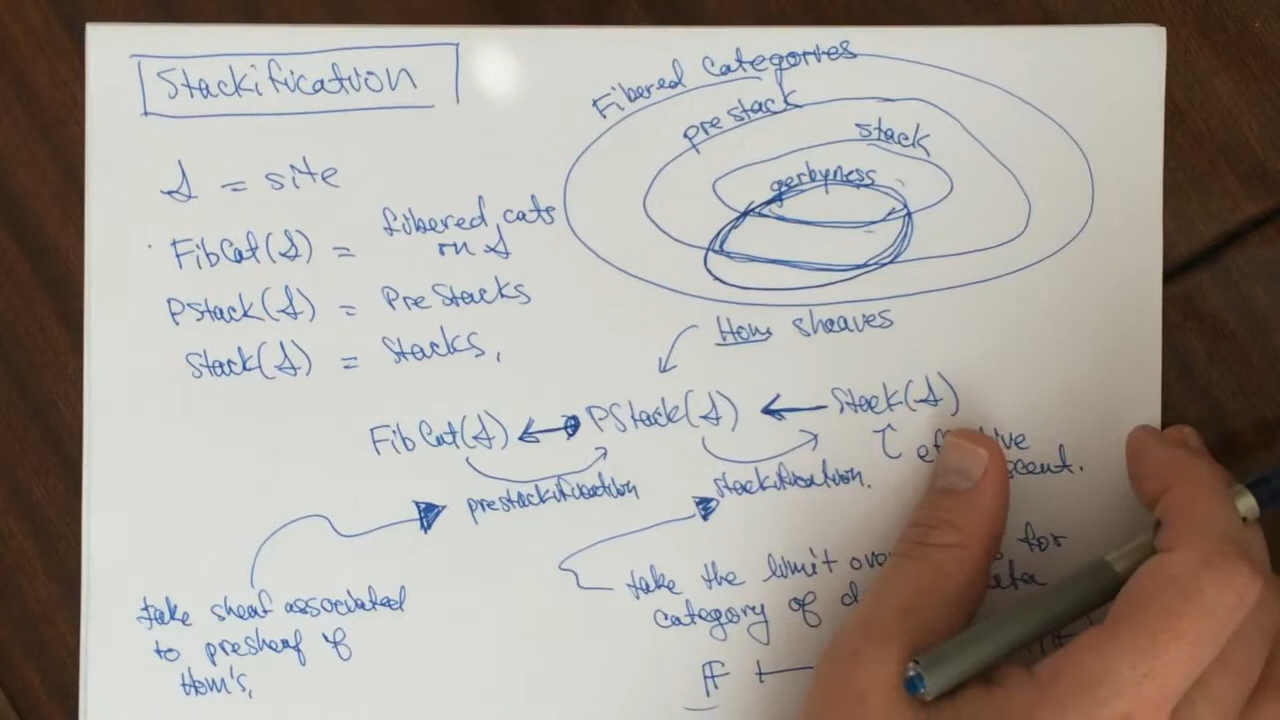 Stackification
S = site
FibCat(S) = fibered cats on S
PStack(S) = PreStacks
Stack(S) = Stacks,
Fibered Categories
prestack
stack
gerbyness
Hom sheaves
FibCat(S) ← PStack(S) ← Stack(S)
prestackification
stackification.
take sheaf associated
to presheaf of
Hom's,
take the limit for
category of
F